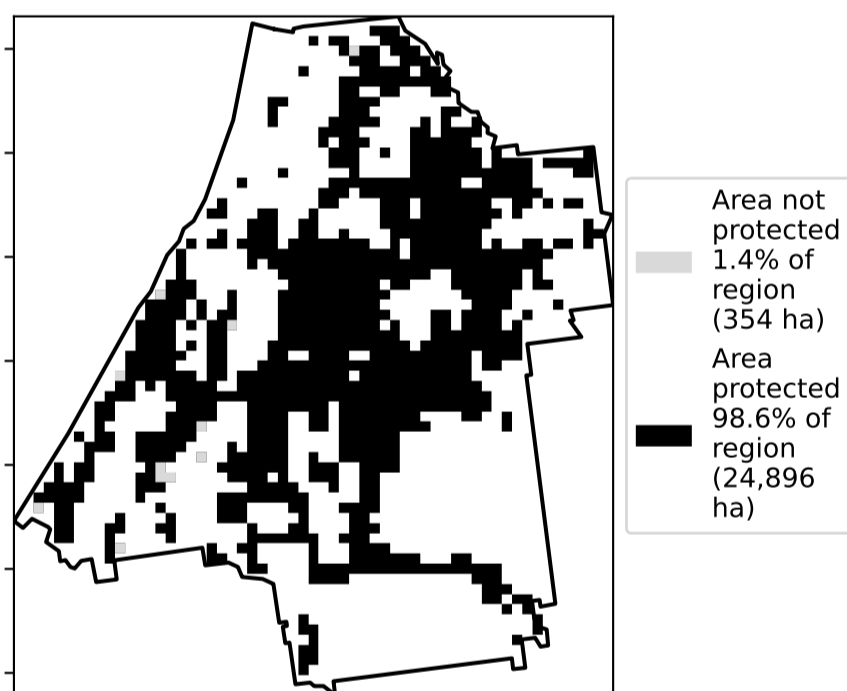 Area not
protected
1.4% of
region
(354 ha)
Area
protected
98.6% of
region
(24,896
ha)